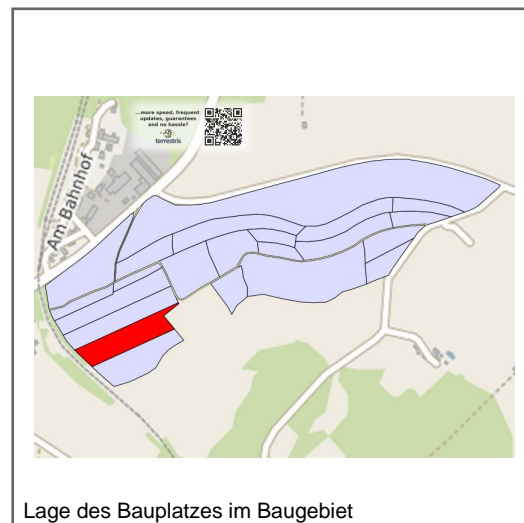 ...more speed, frequent
updates, guarantees
and no hassle?
terrestris
Am Bahnhof
Lage des Bauplatzes im Baugebiet